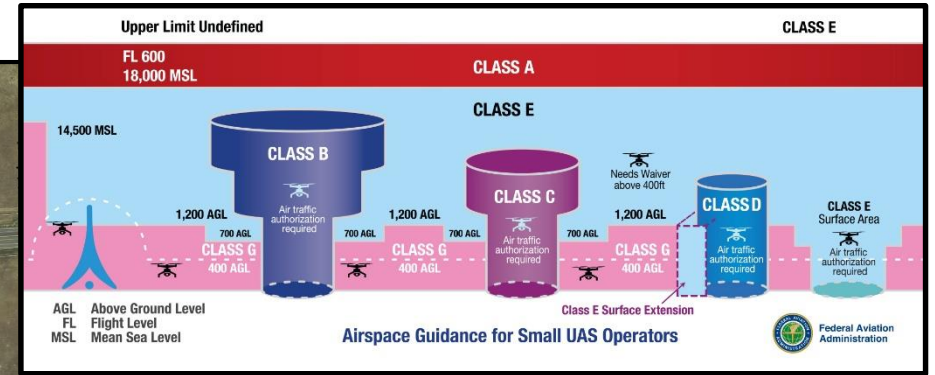 Upper Limit Undefined
CLASS E
FL 600
18,000 MSL
CLASS A
CLASS E
14,500 MSL
CLASS B
Air traffic
authorization
required
Needs Waiver
above 400ft
CLASS C
Air traffic
authorization
required
CLASS D
Air traffic
authorization
required
CLASS E
Surface Area
Air traffic
authorization
required
1,200 AGL
700 AGL
CLASS G
400 AGL
1,200 AGL
700 AGL
700 AGL
CLASS G
400 AGL
700 AGL
1,200 AGL
CLASS G
400 AGL
Class E Surface Extension
AGL Above Ground Level
FL Flight Level
MSL Mean Sea Level
Airspace Guidance for Small UAS Operators
Federal Aviation
Administration